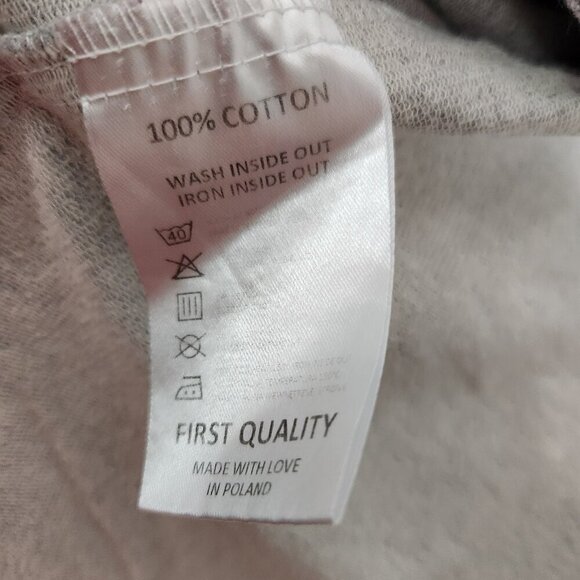 100% COTTON
WASH INSIDE OUT
IRON INSIDE OUT
40
FIRST QUALITY
MADE WITH LOVE
IN POLAND